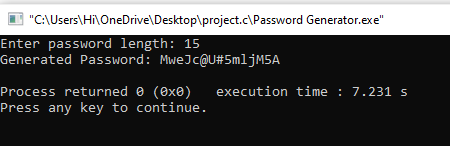 "C:\Users\Hi\OneDrive\Desktop\project.c\Password Generator.exe"
Enter password length: 15
Generated Password: MweJc@U#5mljM5A
Process returned 0 (0x0)   execution time : 7.231 s
Press any key to continue.